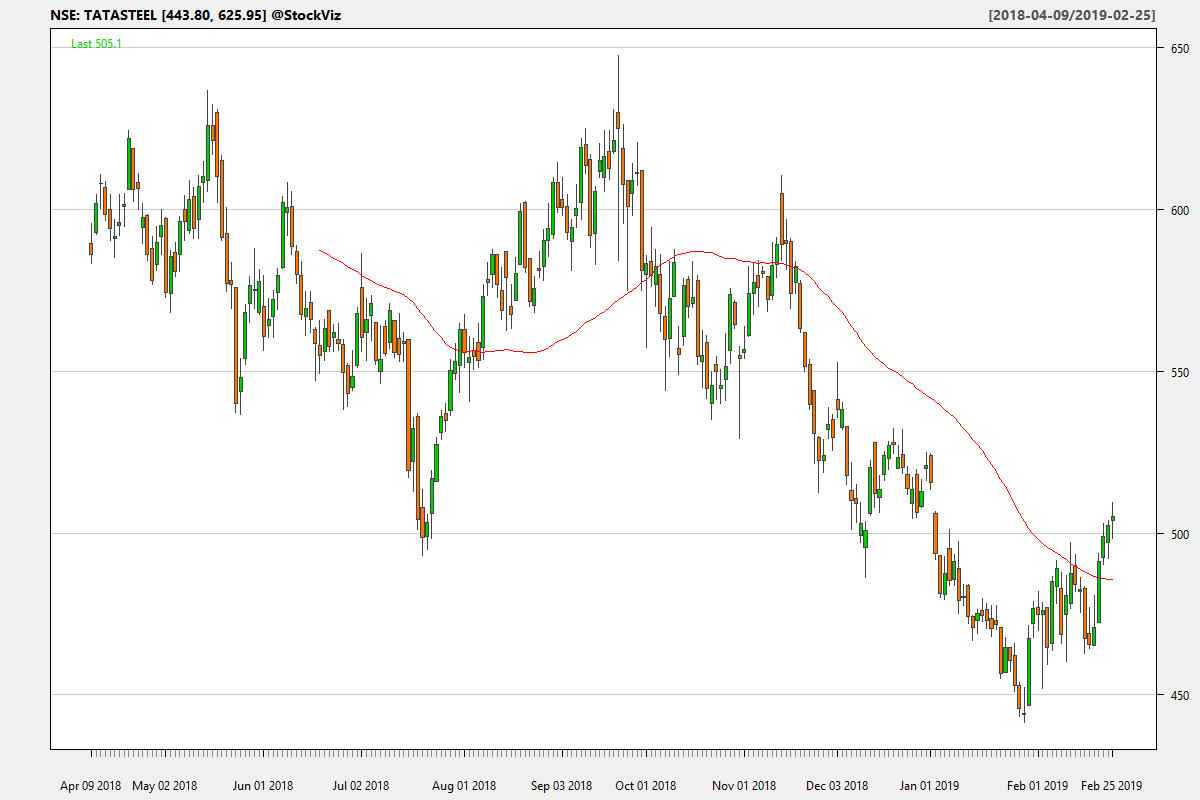 NSE: TATASTEEL [443.80, 625.95] @StockViz [2018-04-09/2019-02-25]
Last 505.1
650
600
550
500
450
Apr 09 2018 May 02 2018 Jun 01 2018 Jul 02 2018 Aug 01 2018 Sep 03 2018 Oct 01 2018 Nov 01 2018 Dec 03 2018 Jan 01 2019 Feb 01 2019 Feb 25 2019